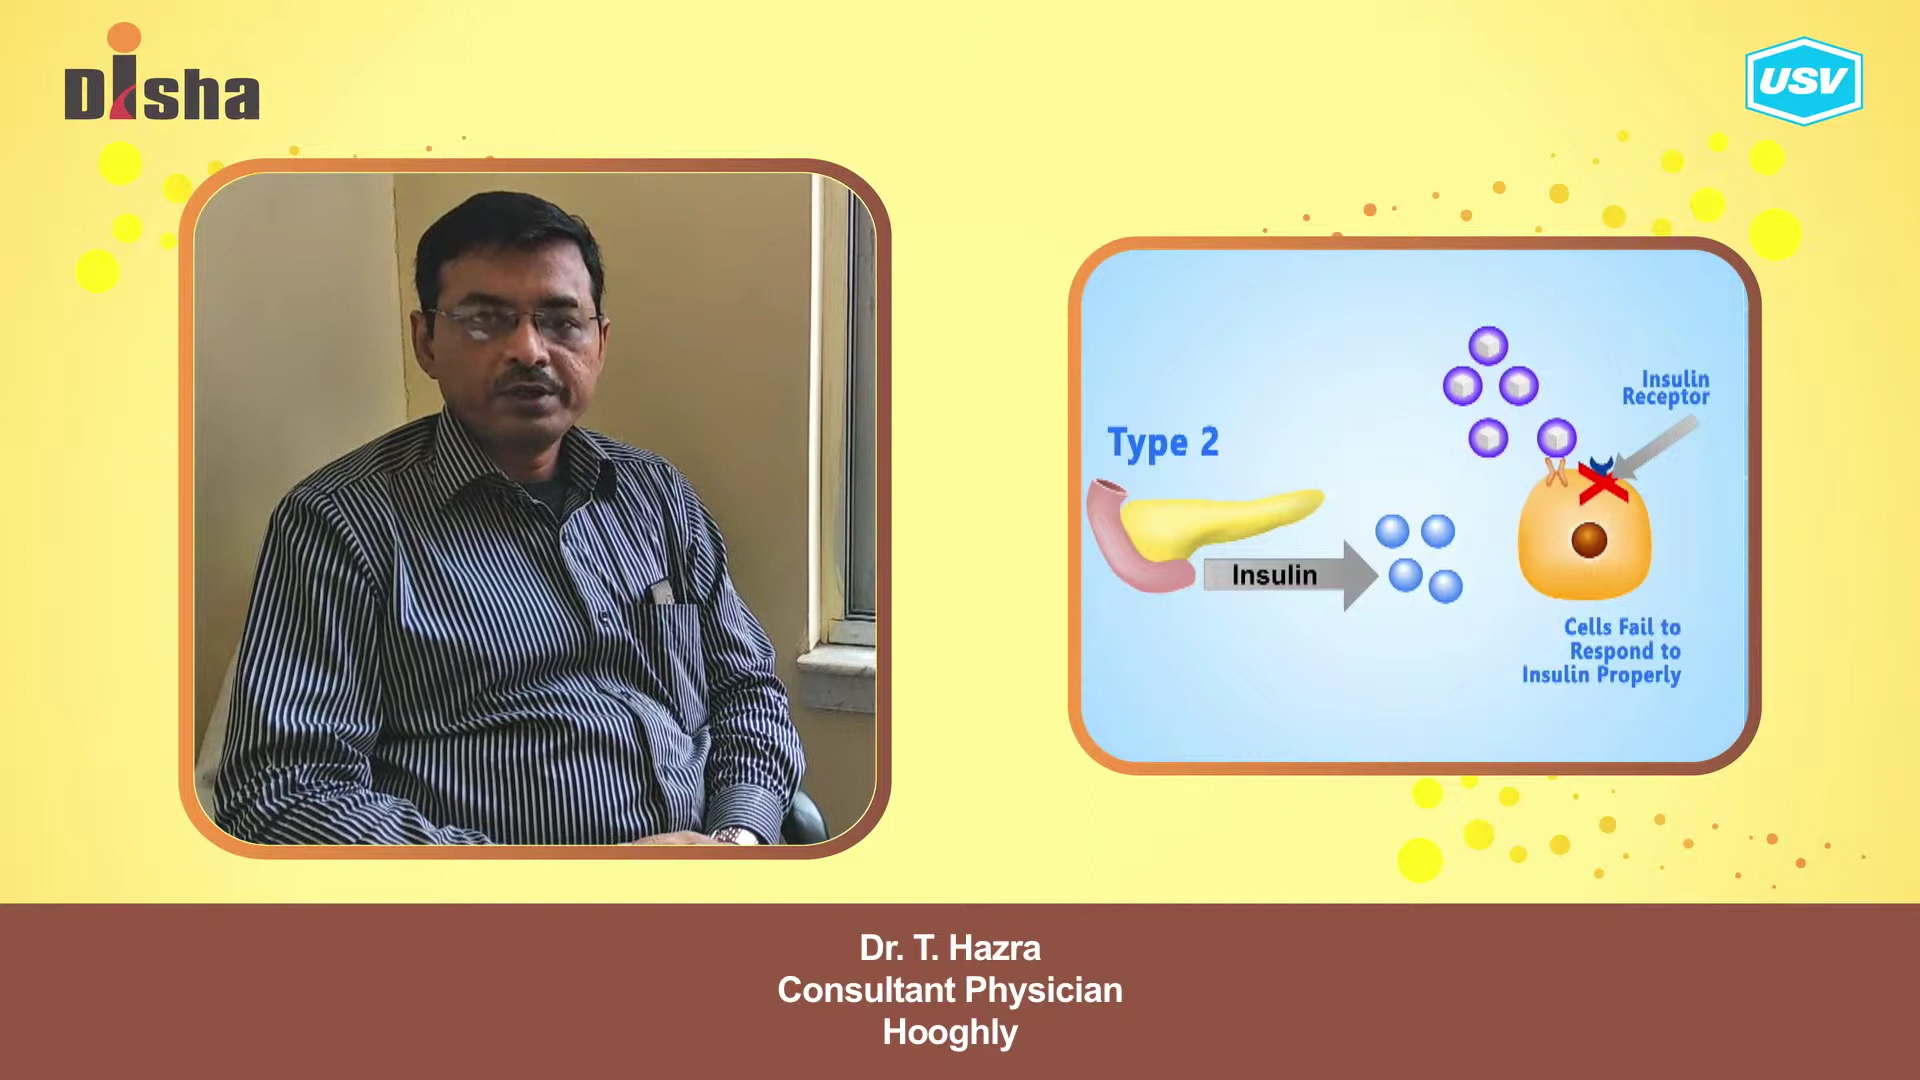 Disha
USV
Type 2
Insulin
Receptor
Insulin
Cells Fail to
Respond to
Insulin Properly
Dr. T. Hazra
Consultant Physician
Hooghly